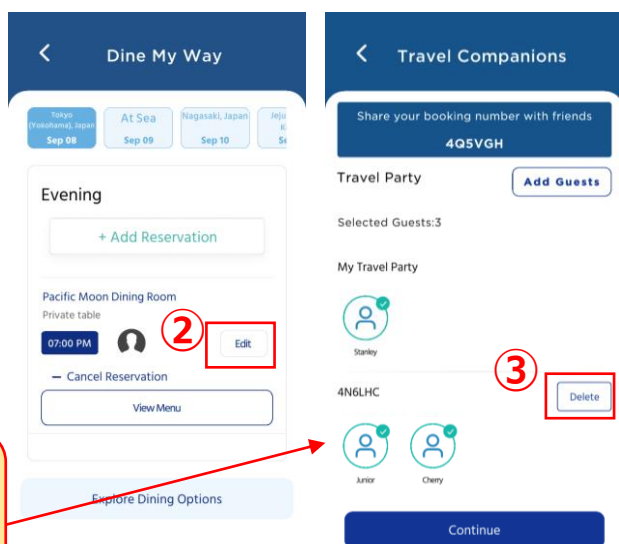 Dine My Way
Tokyo
(Yokohama), Japan
Sep 08
At Sea
Sep 09
Nagasaki, Japan
Sep 10
Jeju
K
Se
Evening
+ Add Reservation
Pacific Moon Dining Room
Private table
07:00 PM
②
Edit
— Cancel Reservation
View Menu
Explore Dining Options
Travel Companions
Share your booking number with friends
4Q5VGH
Travel Party
Add Guests
Selected Guests:3
My Travel Party
Stanley
③
4N6LHC
Delete
Junior
Cherry
Continue